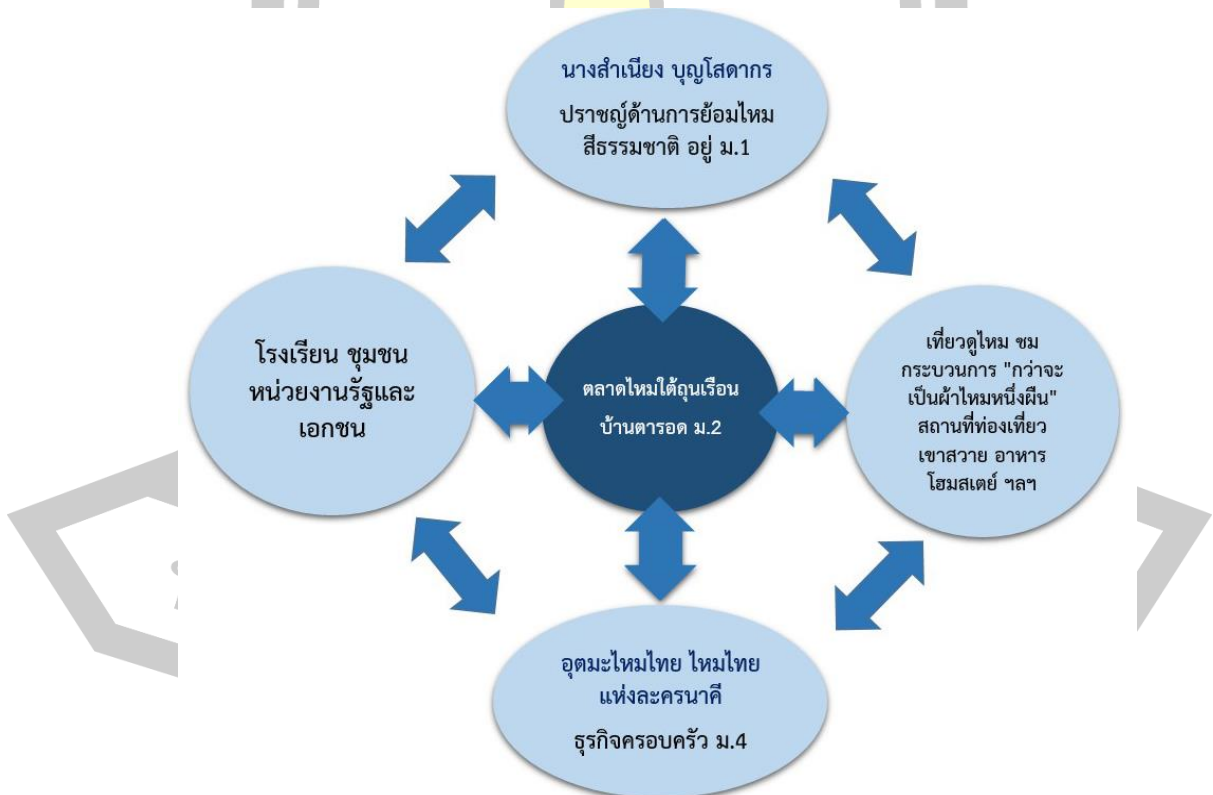 นางสำเนียง บุญโสดากร
ปราชญ์ด้านการย้อมไหม
สีธรรมชาติ อยู่ ม.1
โรงเรียน ชุมชน
หน่วยงานรัฐและ
เอกชน
ตลาดไหมใต้ถุนเรือน
บ้านตารอด ม.2
เที่ยวดูไหม ชม
กระบวนการ "กว่าจะ
เป็นผ้าไหมหนึ่งผืน"
สถานที่ท่องเที่ยว
เขาสวาย อาหาร
โฮมสเตย์ ฯลฯ
อุตมะไหมไทย ไหมไทย
แห่งละครนาคี
ธุรกิจครอบครัว ม.4